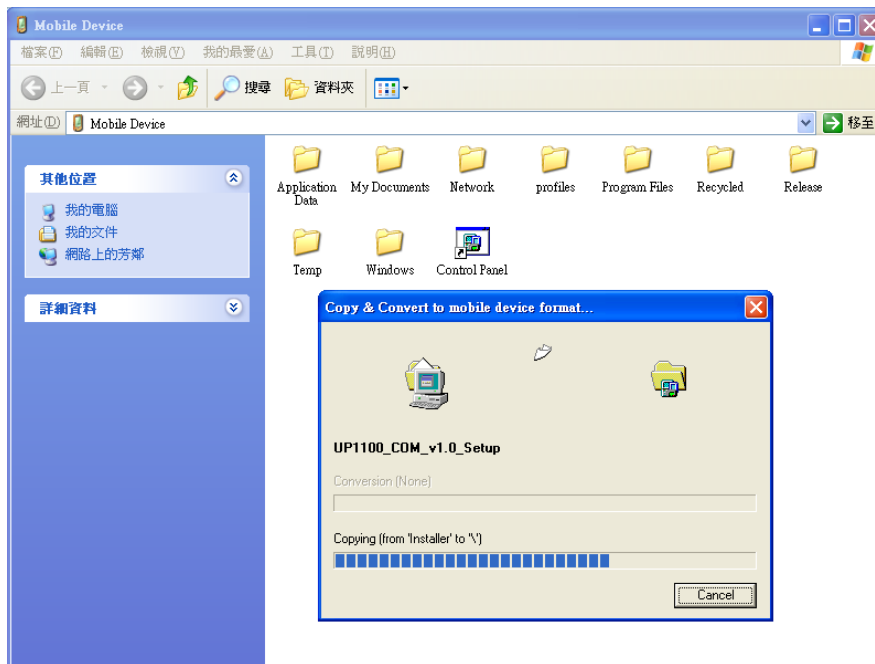 Mobile Device
檔案(F) 編輯(E) 檢視(V) 我的最愛(A) 工具(T) 說明(H)
上一頁 搜尋 資料夾
網址(D) Mobile Device 移至
其他位置
我的電腦
我的文件
網路上的芳鄰
詳細資料
Application Data
My Documents
Network
profiles
Program Files
Recycled
Release
Temp
Windows
Control Panel
Copy & Convert to mobile device format...
UP1100_COM_v1.0_Setup
Conversion (None)
Copying (from 'Installer' to '\')
Cancel